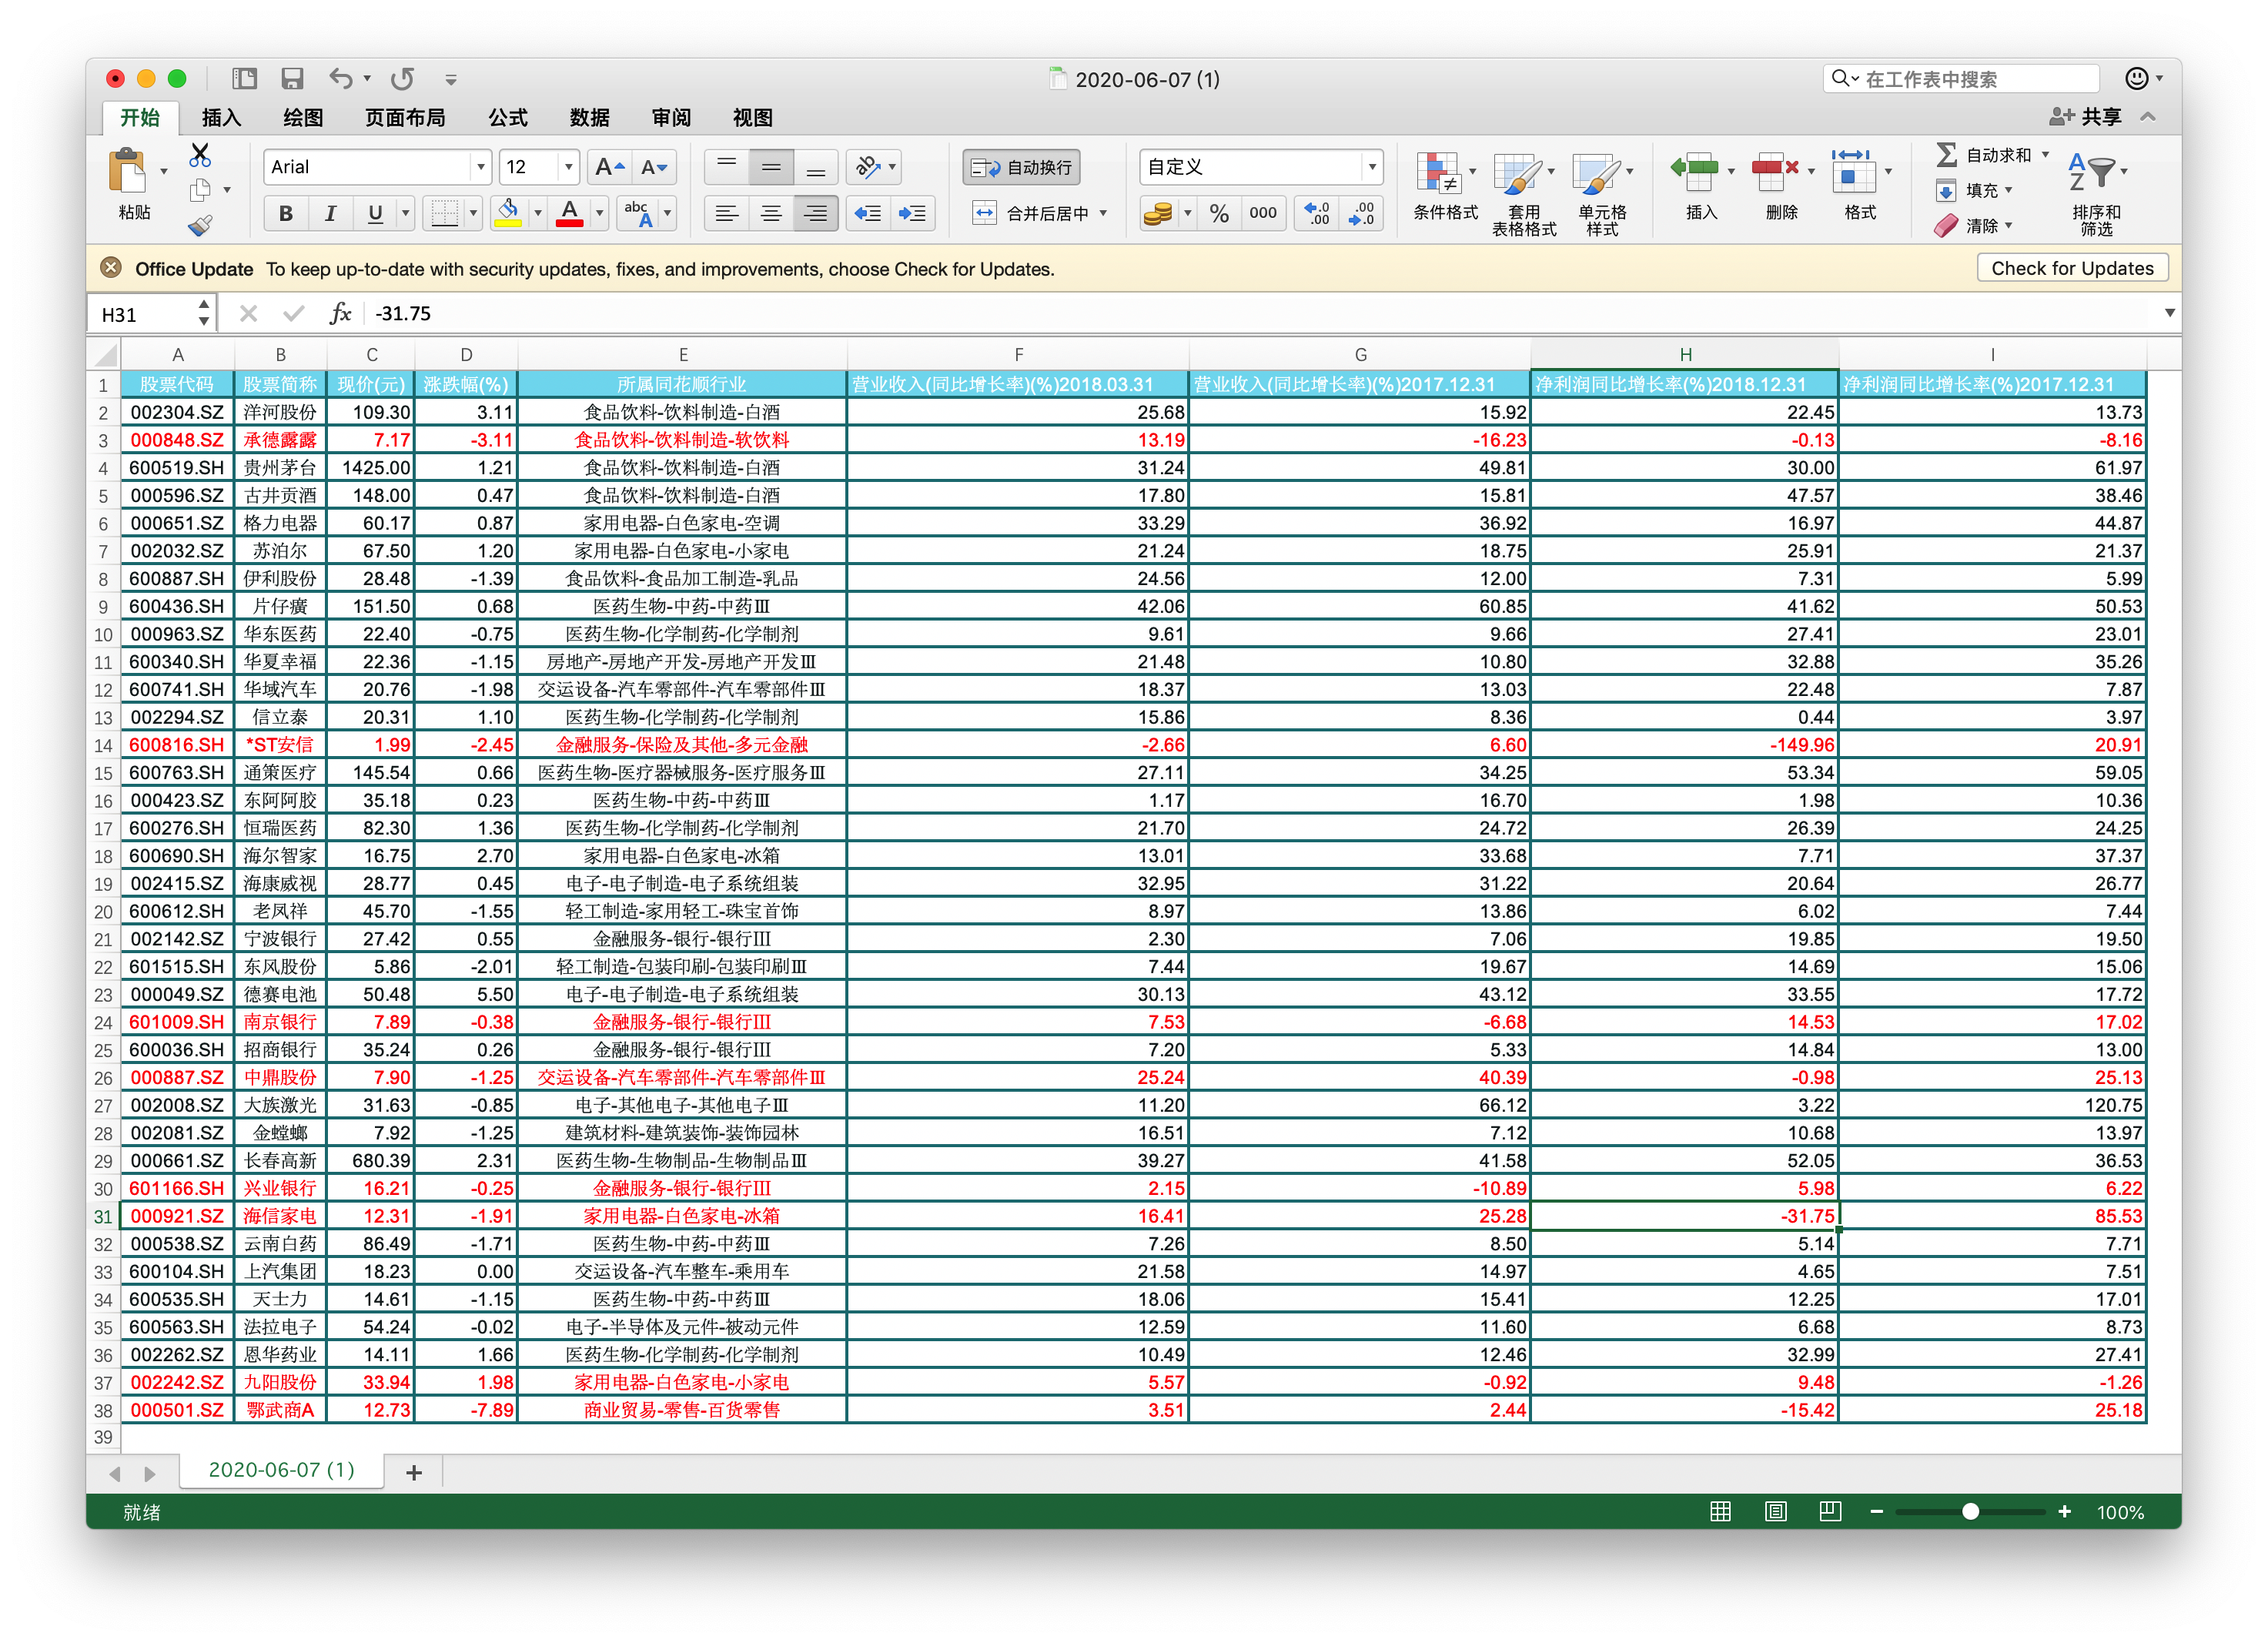 2020-06-07 (1)
在工作表中搜索
开始 插入 绘图 页面布局 公式 数据 审阅 视图 共享
粘贴 Arial 12 自动换行 自定义 条件格式 套用 表格格式 单元格 样式 插入 删除 格式 自动求和 填充 清除 排序和 筛选
B I U A abc A 合并后居中 % 000
Office Update To keep up-to-date with security updates, fixes, and improvements, choose Check for Updates. Check for Updates
H31 fx -31.75
A B C D E F G H I
1 股票代码 股票简称 现价(元) 涨跌幅(%) 所属同花顺行业 营业收入(同比增长率)(%)2018.03.31 营业收入(同比增长率)(%)2017.12.31 净利润同比增长率(%)2018.12.31 净利润同比增长率(%)2017.12.31
2 002304.SZ 洋河股份 109.30 3.11 食品饮料-饮料制造-白酒 25.68 15.92 22.45 13.73
3 000848.SZ 承德露露 7.17 -3.11 食品饮料-饮料制造-软饮料 13.19 -16.23 -0.13 -8.16
4 600519.SH 贵州茅台 1425.00 1.21 食品饮料-饮料制造-白酒 31.24 49.81 30.00 61.97
5 000596.SZ 古井贡酒 148.00 0.47 食品饮料-饮料制造-白酒 17.80 15.81 47.57 38.46
6 000651.SZ 格力电器 60.17 0.87 家用电器-白色家电-空调 33.29 36.92 16.97 44.87
7 002032.SZ 苏泊尔 67.50 1.20 家用电器-白色家电-小家电 21.24 18.75 25.91 21.37
8 600887.SH 伊利股份 28.48 -1.39 食品饮料-食品加工制造-乳品 24.56 12.00 7.31 5.99
9 600436.SH 片仔癀 151.50 0.68 医药生物-中药-中药Ⅲ 42.06 60.85 41.62 50.53
10 000963.SZ 华东医药 22.40 -0.75 医药生物-化学制药-化学制剂 9.61 9.66 27.41 23.01
11 600340.SH 华夏幸福 22.36 -1.15 房地产-房地产开发-房地产开发Ⅲ 21.48 10.80 32.88 35.26
12 600741.SH 华域汽车 20.76 -1.98 交运设备-汽车零部件-汽车零部件Ⅲ 18.37 13.03 22.48 7.87
13 002294.SZ 信立泰 20.31 1.10 医药生物-化学制药-化学制剂 15.86 8.36 0.44 3.97
14 600816.SH *ST安信 1.99 -2.45 金融服务-保险及其他-多元金融 -2.66 6.60 -149.96 20.91
15 600763.SH 通策医疗 145.54 0.66 医药生物-医疗器械服务-医疗服务Ⅲ 27.11 34.25 53.34 59.05
16 000423.SZ 东阿阿胶 35.18 0.23 医药生物-中药-中药Ⅲ 1.17 16.70 1.98 10.36
17 600276.SH 恒瑞医药 82.30 1.36 医药生物-化学制药-化学制剂 21.70 24.72 26.39 24.25
18 600690.SH 海尔智家 16.75 2.70 家用电器-白色家电-冰箱 13.01 33.68 7.71 37.37
19 002415.SZ 海康威视 28.77 0.45 电子-电子制造-电子系统组装 32.95 31.22 20.64 26.77
20 600612.SH 老凤祥 45.70 -1.55 轻工制造-家用轻工-珠宝首饰 8.97 13.86 6.02 7.44
21 002142.SZ 宁波银行 27.42 0.55 金融服务-银行-银行Ⅲ 2.30 7.06 19.85 19.50
22 601515.SH 东风股份 5.86 -2.01 轻工制造-包装印刷-包装印刷Ⅲ 7.44 19.67 14.69 15.06
23 000049.SZ 德赛电池 50.48 5.50 电子-电子制造-电子系统组装 30.13 43.12 33.55 17.72
24 601009.SH 南京银行 7.89 -0.38 金融服务-银行-银行Ⅲ 7.53 -6.68 14.53 17.02
25 600036.SH 招商银行 35.24 0.26 金融服务-银行-银行Ⅲ 7.20 5.33 14.84 13.00
26 000887.SZ 中鼎股份 7.90 -1.25 交运设备-汽车零部件-汽车零部件Ⅲ 25.24 40.39 -0.98 25.13
27 002008.SZ 大族激光 31.63 -0.85 电子-其他电子-其他电子Ⅲ 11.20 66.12 3.22 120.75
28 002081.SZ 金螳螂 7.92 -1.25 建筑材料-建筑装饰-装饰园林 16.51 7.12 10.68 13.97
29 000661.SZ 长春高新 680.39 2.31 医药生物-生物制品-生物制品Ⅲ 39.27 41.58 52.05 36.53
30 601166.SH 兴业银行 16.21 -0.25 金融服务-银行-银行Ⅲ 2.15 -10.89 5.98 6.22
31 000921.SZ 海信家电 12.31 -1.91 家用电器-白色家电-冰箱 16.41 25.28 -31.75 85.53
32 000538.SZ 云南白药 86.49 -1.71 医药生物-中药-中药Ⅲ 7.26 8.50 5.14 7.71
33 600104.SH 上汽集团 18.23 0.00 交运设备-汽车整车-乘用车 21.58 14.97 4.65 7.51
34 600535.SH 天士力 14.61 -1.15 医药生物-中药-中药Ⅲ 18.06 15.41 12.25 17.01
35 600563.SH 法拉电子 54.24 -0.02 电子-半导体及元件-被动元件 12.59 11.60 6.68 8.73
36 002262.SZ 恩华药业 14.11 1.66 医药生物-化学制药-化学制剂 10.49 12.46 32.99 27.41
37 002242.SZ 九阳股份 33.94 1.98 家用电器-白色家电-小家电 5.57 -0.92 9.48 -1.26
38 000501.SZ 鄂武商A 12.73 -7.89 商业贸易-零售-百货零售 3.51 2.44 -15.42 25.18
39
2020-06-07 (1)
就绪 100%